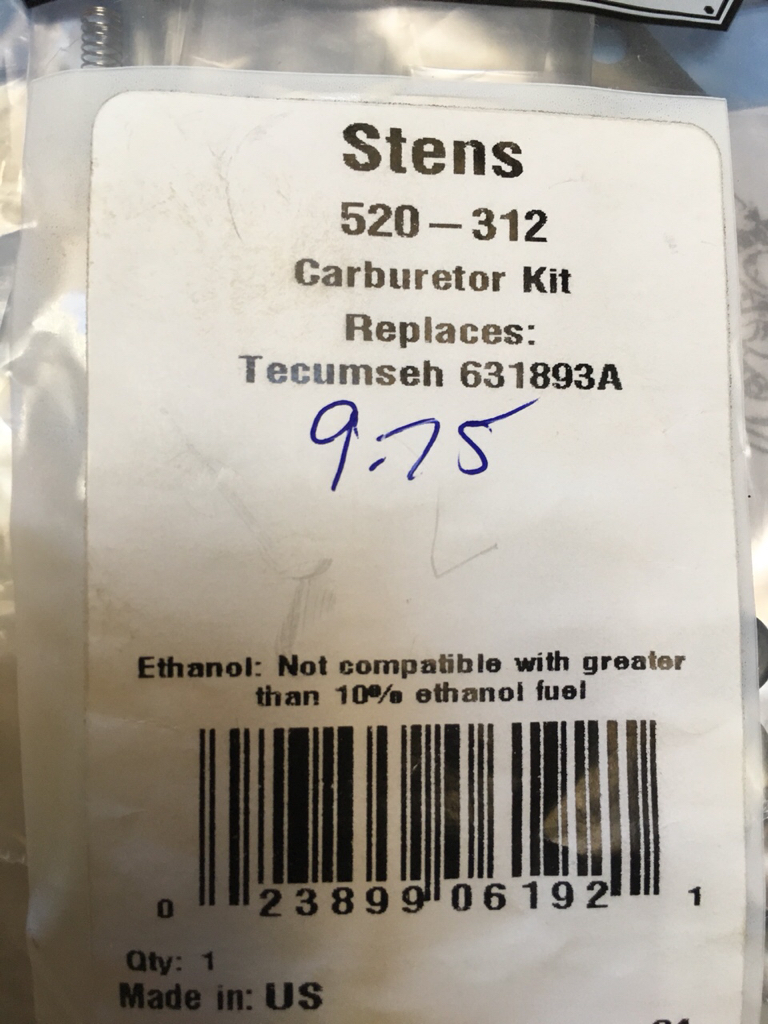 Stens
520-312
Carburetor Kit
Replaces:
Tecumseh 631893A
9.75
Ethanol: Not compatible with greater
than 10% ethanol fuel
0 23899 06192 1
Qty: 1
Made in: US